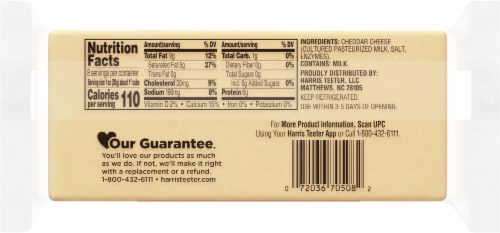 Nutrition Facts
8 servings per container
Serving size 1 oz (28g) about 1" cube
Calories per serving 110
Amount/serving % DV
Total Fat 9g 12%
Saturated Fat 5g 27%
Trans Fat 0g
Cholesterol 30mg 9%
Sodium 190mg 8%
Amount/serving % DV
Total Carb. 1g 0%
Dietary Fiber 0g 0%
Total Sugars 0g
Incl. 0g Added Sugars 0%
Protein 6g
Vitamin D 2% • Calcium 15% • Iron 0% • Potassium 0%
INGREDIENTS: CHEDDAR CHEESE
(CULTURED PASTEURIZED MILK, SALT,
ENZYMES).
CONTAINS: MILK.
PROUDLY DISTRIBUTED BY:
HARRIS TEETER, LLC
MATTHEWS, NC 28105
KEEP REFRIGERATED.
USE WITHIN 3-5 DAYS OF OPENING.
For More Product Information, Scan UPC
Using Your Harris Teeter App or Call 1-800-432-6111.
Our Guarantee.
You'll love our products as much
as we do. If not, we'll make it right
with a replacement or a refund.
1-800-432-6111 • harristeeter.com
0 72036 70508 2